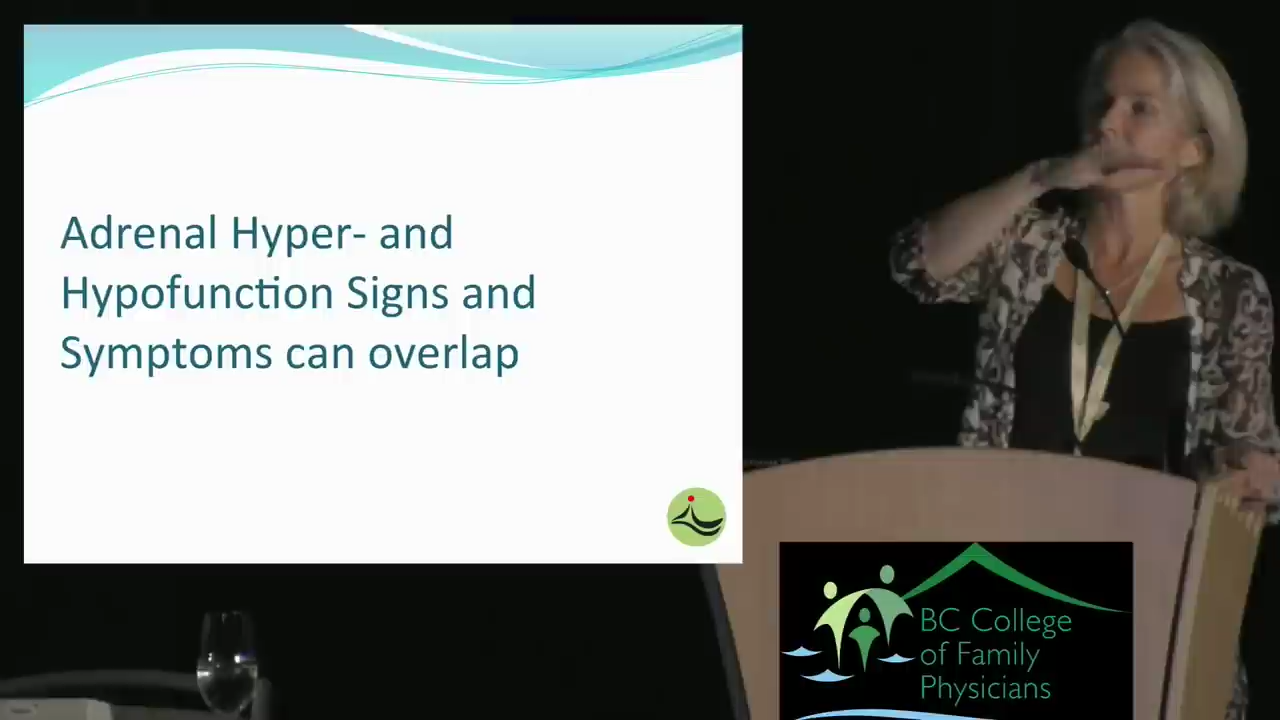 Adrenal Hyper- and
Hypofunction Signs and
Symptoms can overlap
BC College
of Family
Physicians